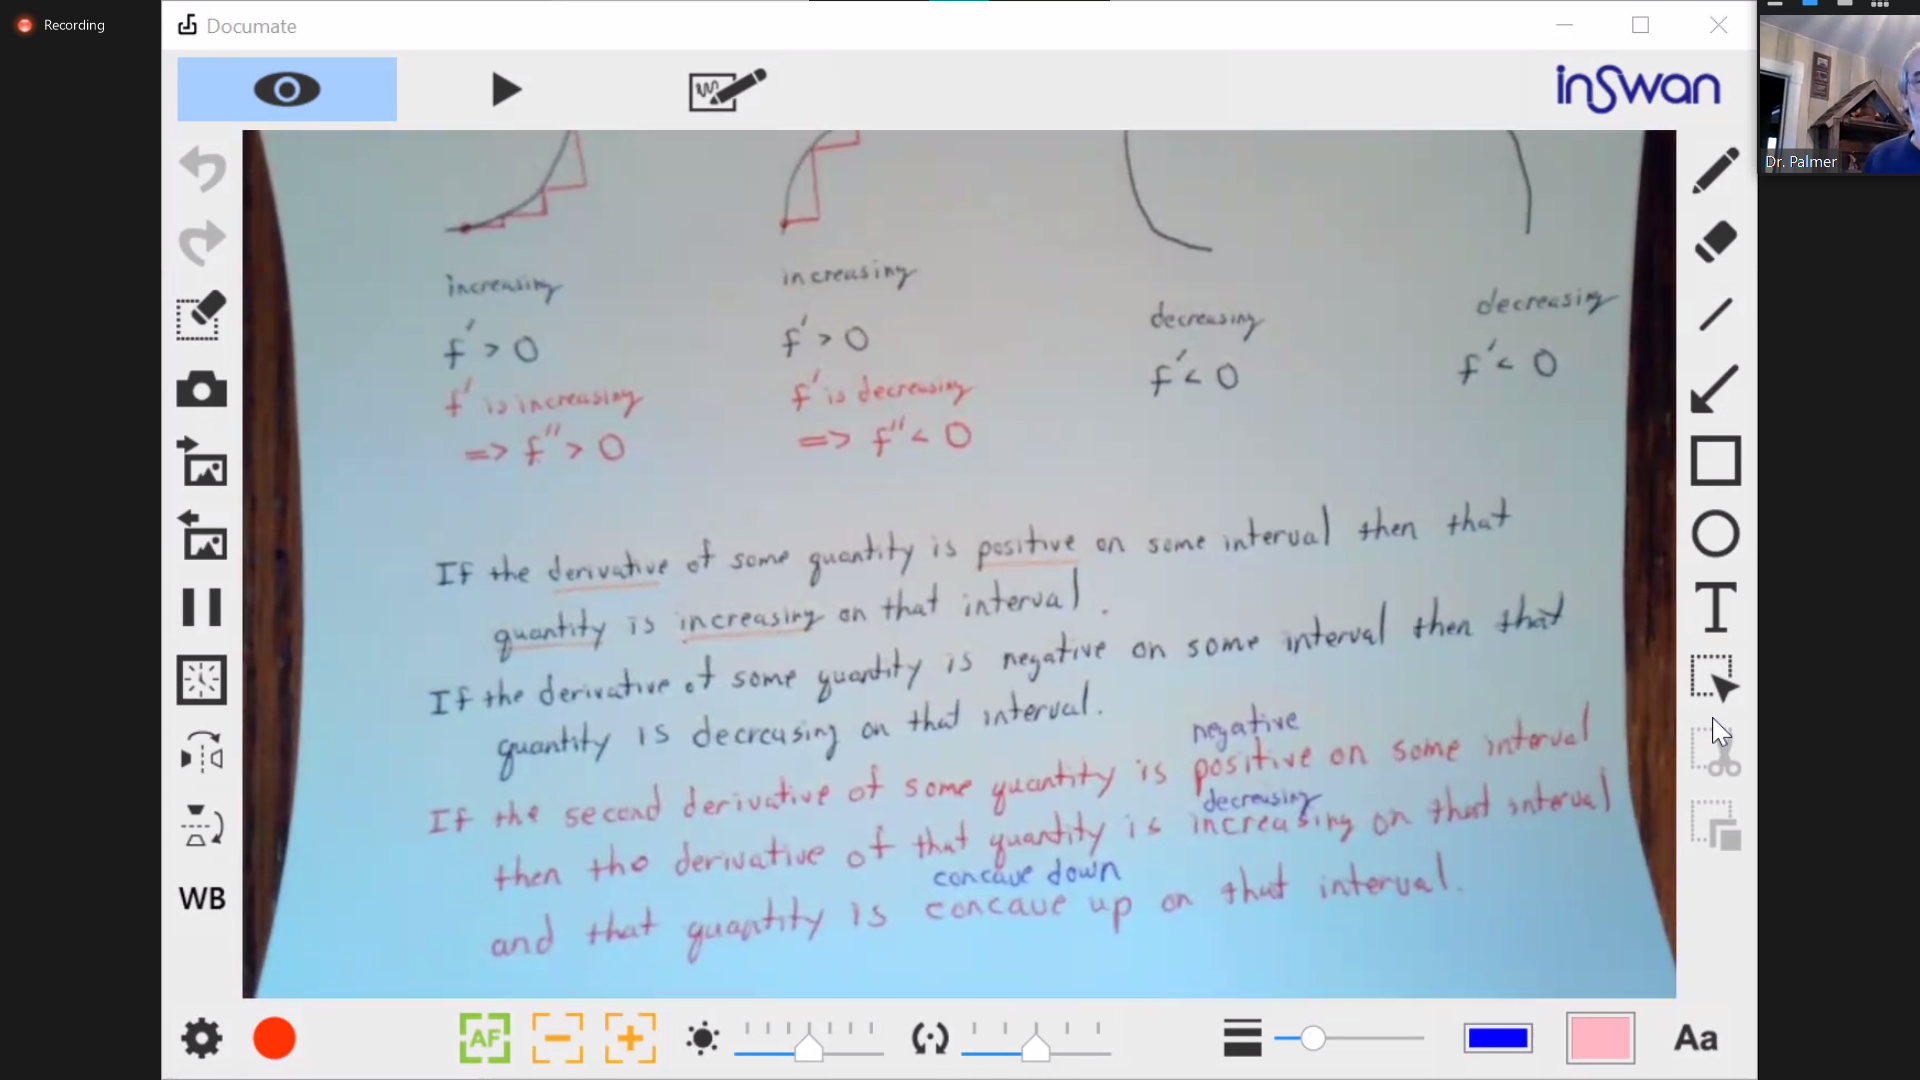 Recording
Documate
inSwan
Dr. Palmer
increasing increasing decreasing decreasing
f' > 0 f' > 0 f' < 0 f' < 0
f' is increasing f' is decreasing
=> f'' > 0 => f'' < 0
If the derivative of some quantity is positive on some interval then that
quantity is increasing on that interval.
If the derivative of some quantity is negative on some interval then that
quantity is decreasing on that interval.
negative
If the second derivative of some quantity is positive on some interval
decreasing
then the derivative of that quantity is increasing on that interval
concave down
and that quantity is concave up on that interval.
T
WB
AF
Aa